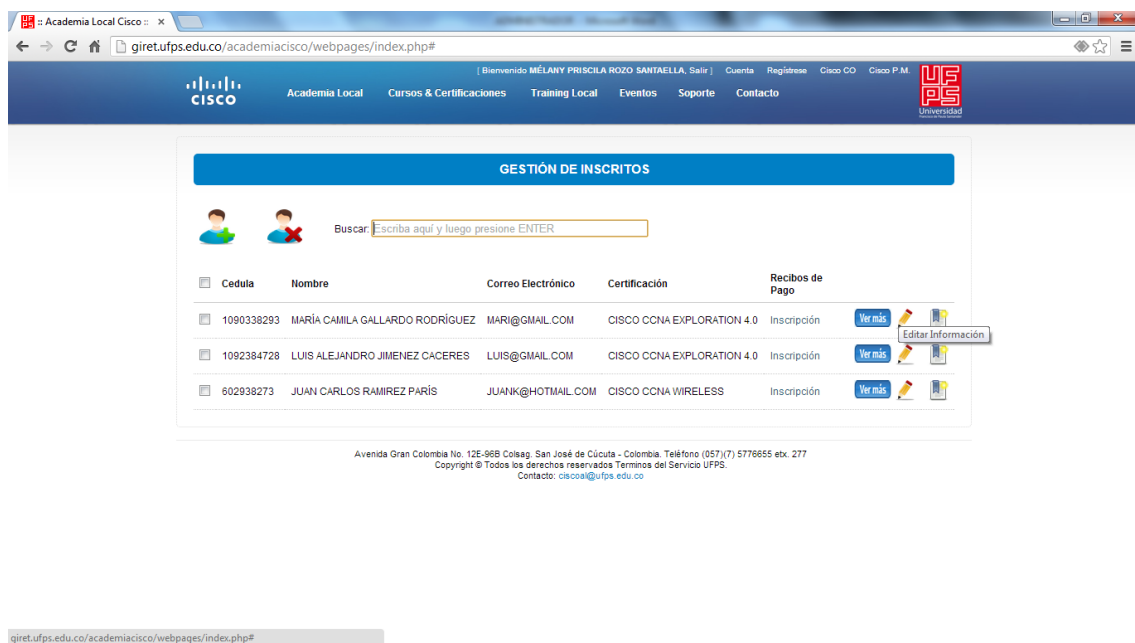 :: Academia Local Cisco ::
giret.ufps.edu.co/academiacisco/webpages/index.php#
[ Bienvenido MÉLANY PRISCILA ROZO SANTAELLA, Salir ] Cuenta Regístrese Cisco CO Cisco P.M.
CISCO
Academia Local Cursos & Certificaciones Training Local Eventos Soporte Contacto
UFPS
Universidad
GESTIÓN DE INSCRITOS
Buscar: Escriba aquí y luego presione ENTER
Cedula Nombre Correo Electrónico Certificación Recibos de Pago
1090338293 MARÍA CAMILA GALLARDO RODRÍGUEZ MARI@GMAIL.COM CISCO CCNA EXPLORATION 4.0 Inscripción Ver más
Editar Información
1092384728 LUIS ALEJANDRO JIMENEZ CACERES LUIS@GMAIL.COM CISCO CCNA EXPLORATION 4.0 Inscripción Ver más
602938273 JUAN CARLOS RAMIREZ PARÍS JUANK@HOTMAIL.COM CISCO CCNA WIRELESS Inscripción Ver más
Avenida Gran Colombia No. 12E-96B Colsag. San José de Cúcuta - Colombia. Teléfono (057)(7) 5776655 etx. 277
Copyright © Todos los derechos reservados Terminos del Servicio UFPS.
Contacto: ciscoal@ufps.edu.co
giret.ufps.edu.co/academiacisco/webpages/index.php#